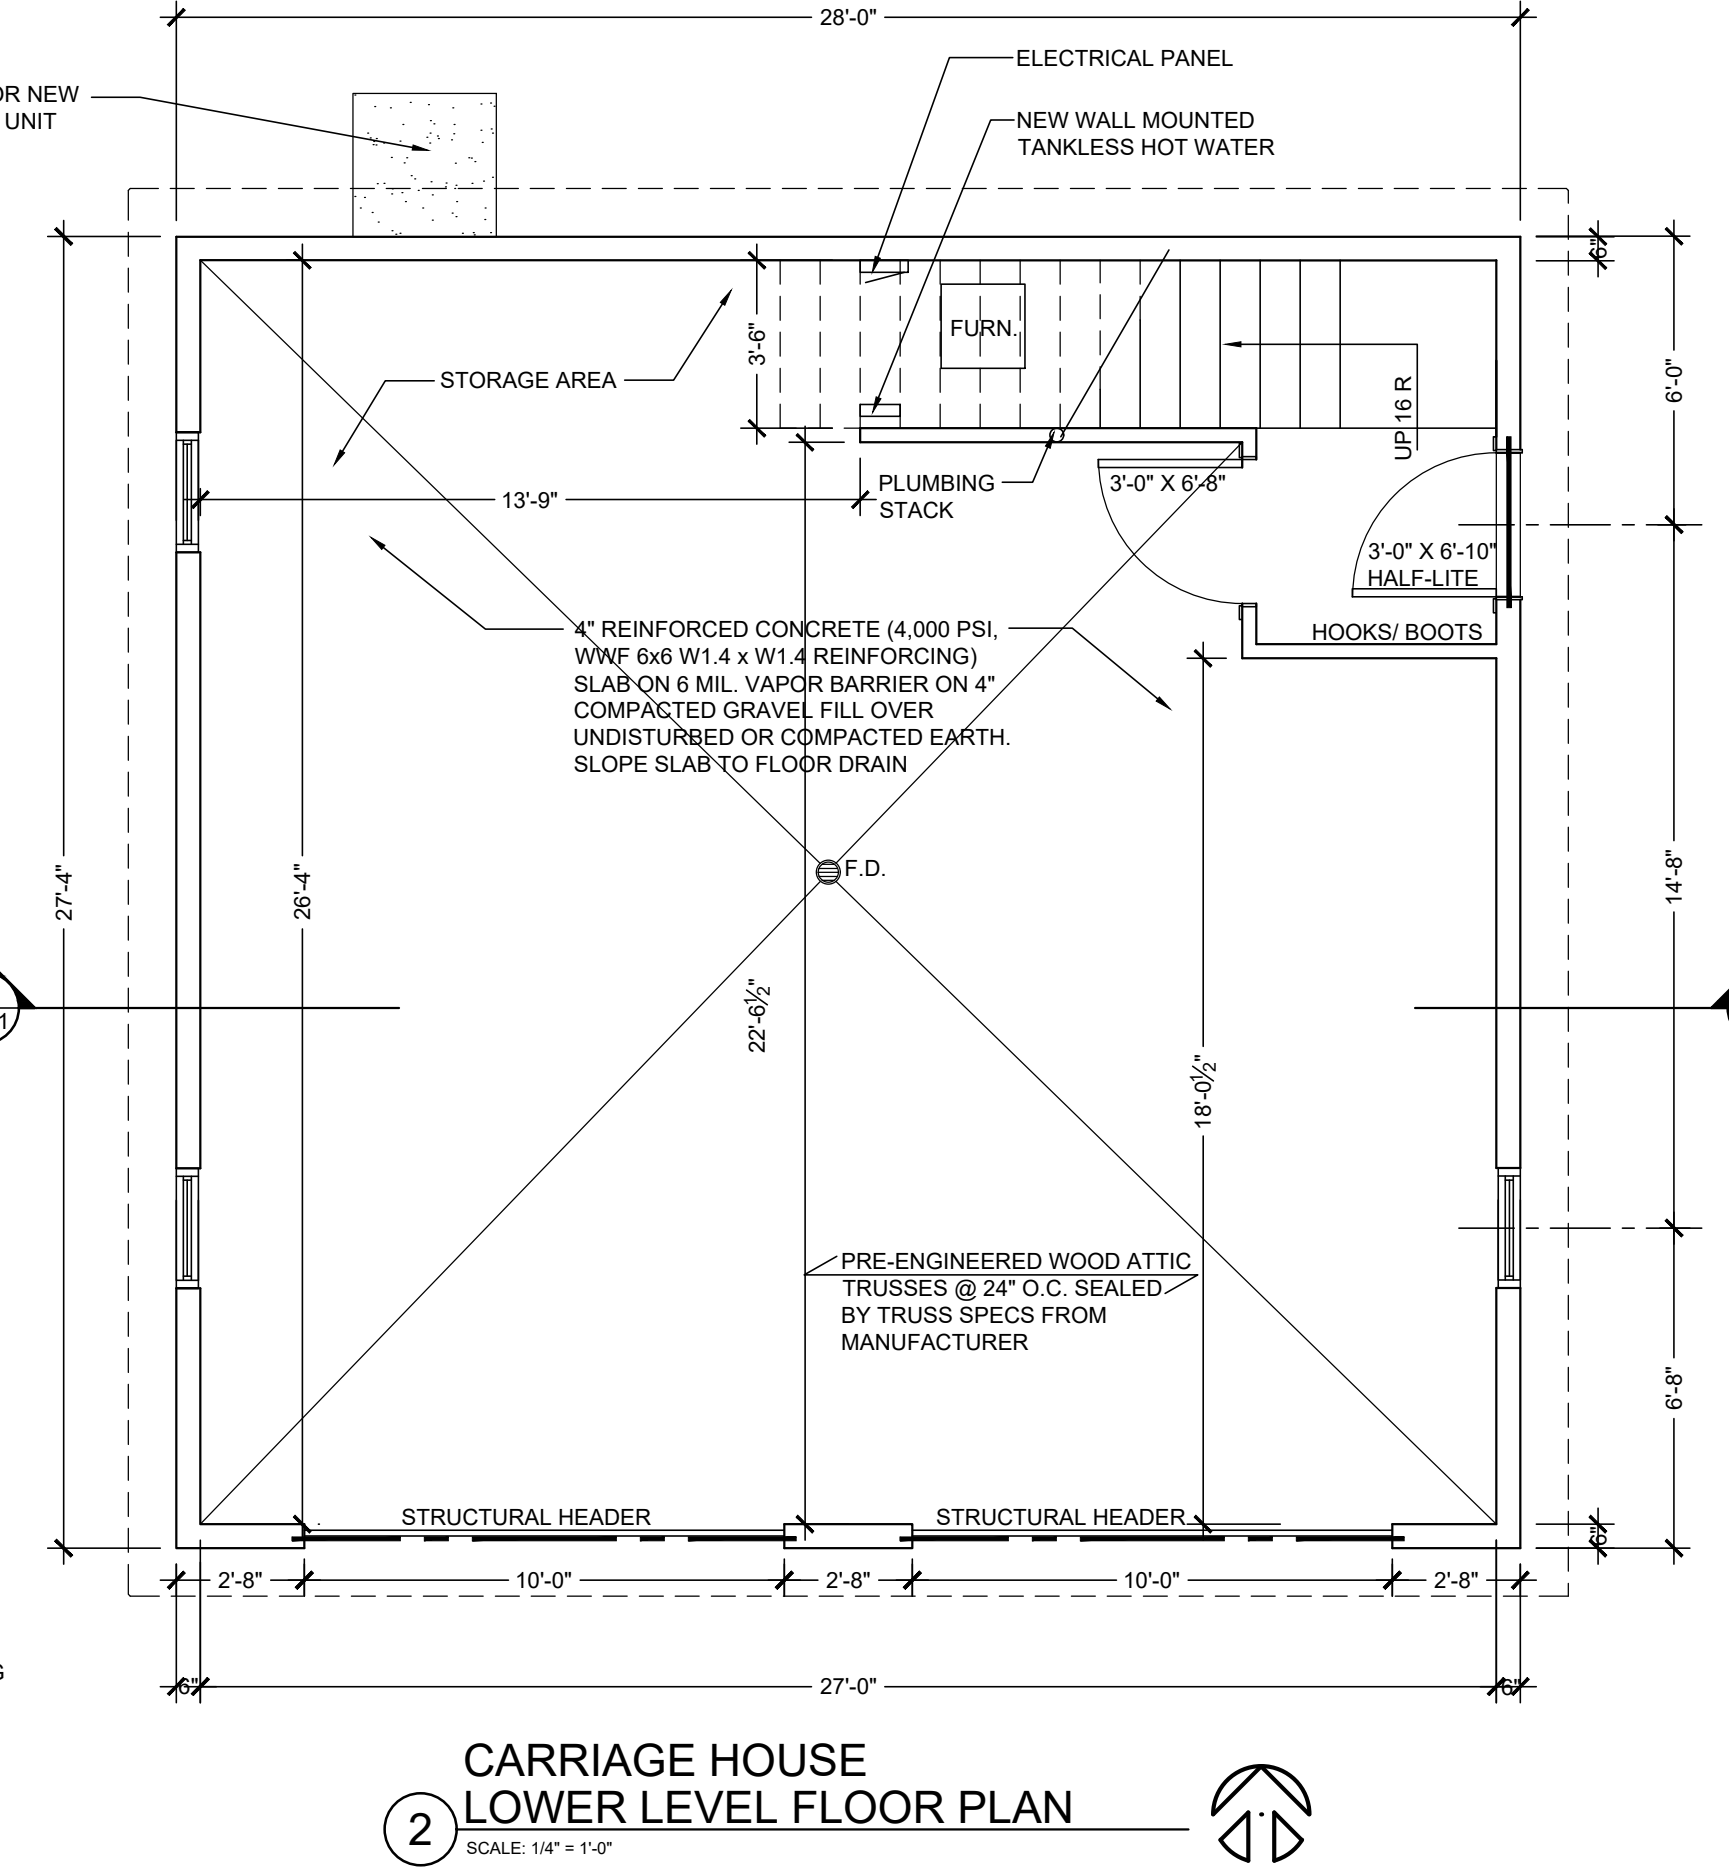 28'-0"
ELECTRICAL PANEL
OR NEW
UNIT
NEW WALL MOUNTED
TANKLESS HOT WATER
6"
FURN.
3'-6"
STORAGE AREA
6'-0"
UP 16 R
PLUMBING
STACK
3'-0" X 6'-8"
13'-9"
3'-0" X 6'-10"
HALF-LITE
HOOKS/ BOOTS
4" REINFORCED CONCRETE (4,000 PSI,
WWF 6x6 W1.4 x W1.4 REINFORCING)
SLAB ON 6 MIL. VAPOR BARRIER ON 4"
COMPACTED GRAVEL FILL OVER
UNDISTURBED OR COMPACTED EARTH.
SLOPE SLAB TO FLOOR DRAIN
F.D.
27'-4"
26'-4"
14'-8"
22'-6½"
1
18'-0½"
PRE-ENGINEERED WOOD ATTIC
TRUSSES @ 24" O.C. SEALED
BY TRUSS SPECS FROM
MANUFACTURER
6'-8"
STRUCTURAL HEADER
STRUCTURAL HEADER
6"
2'-8"
10'-0"
2'-8"
10'-0"
2'-8"
G
6"
27'-0"
6"
CARRIAGE HOUSE
2
LOWER LEVEL FLOOR PLAN
SCALE: 1/4" = 1'-0"